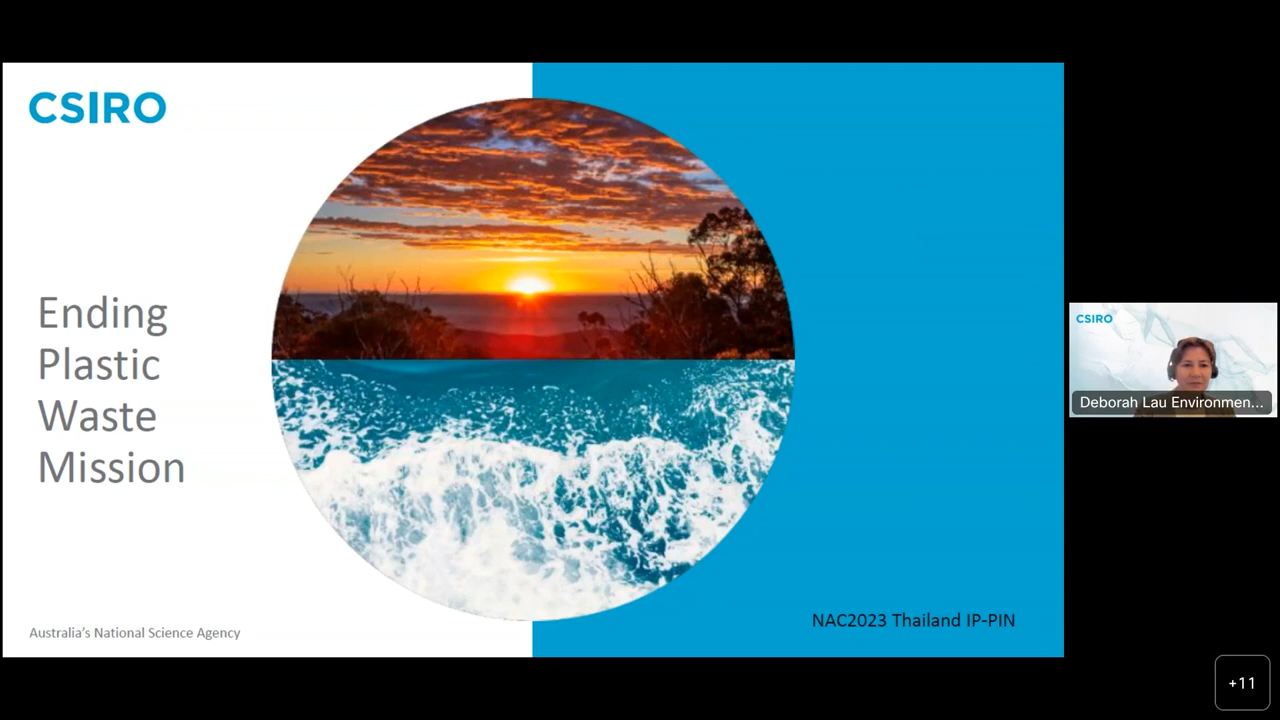 CSIRO
Ending
Plastic
Waste
Mission
Australia's National Science Agency
NAC2023 Thailand IP-PIN
CSIRO
Deborah Lau Environmen...
+11